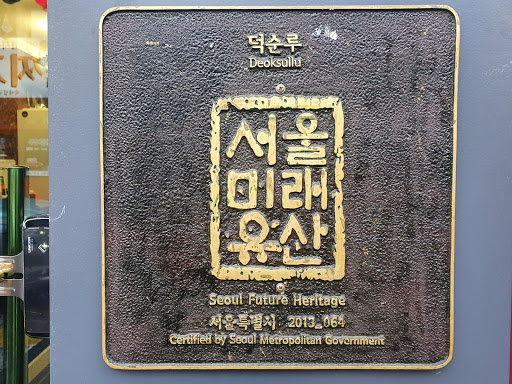 덕순루
Deoksullu
서울
미래
유산
Seoul Future Heritage
서울특별시 2013_064
Certified by Seoul Metropolitan Government